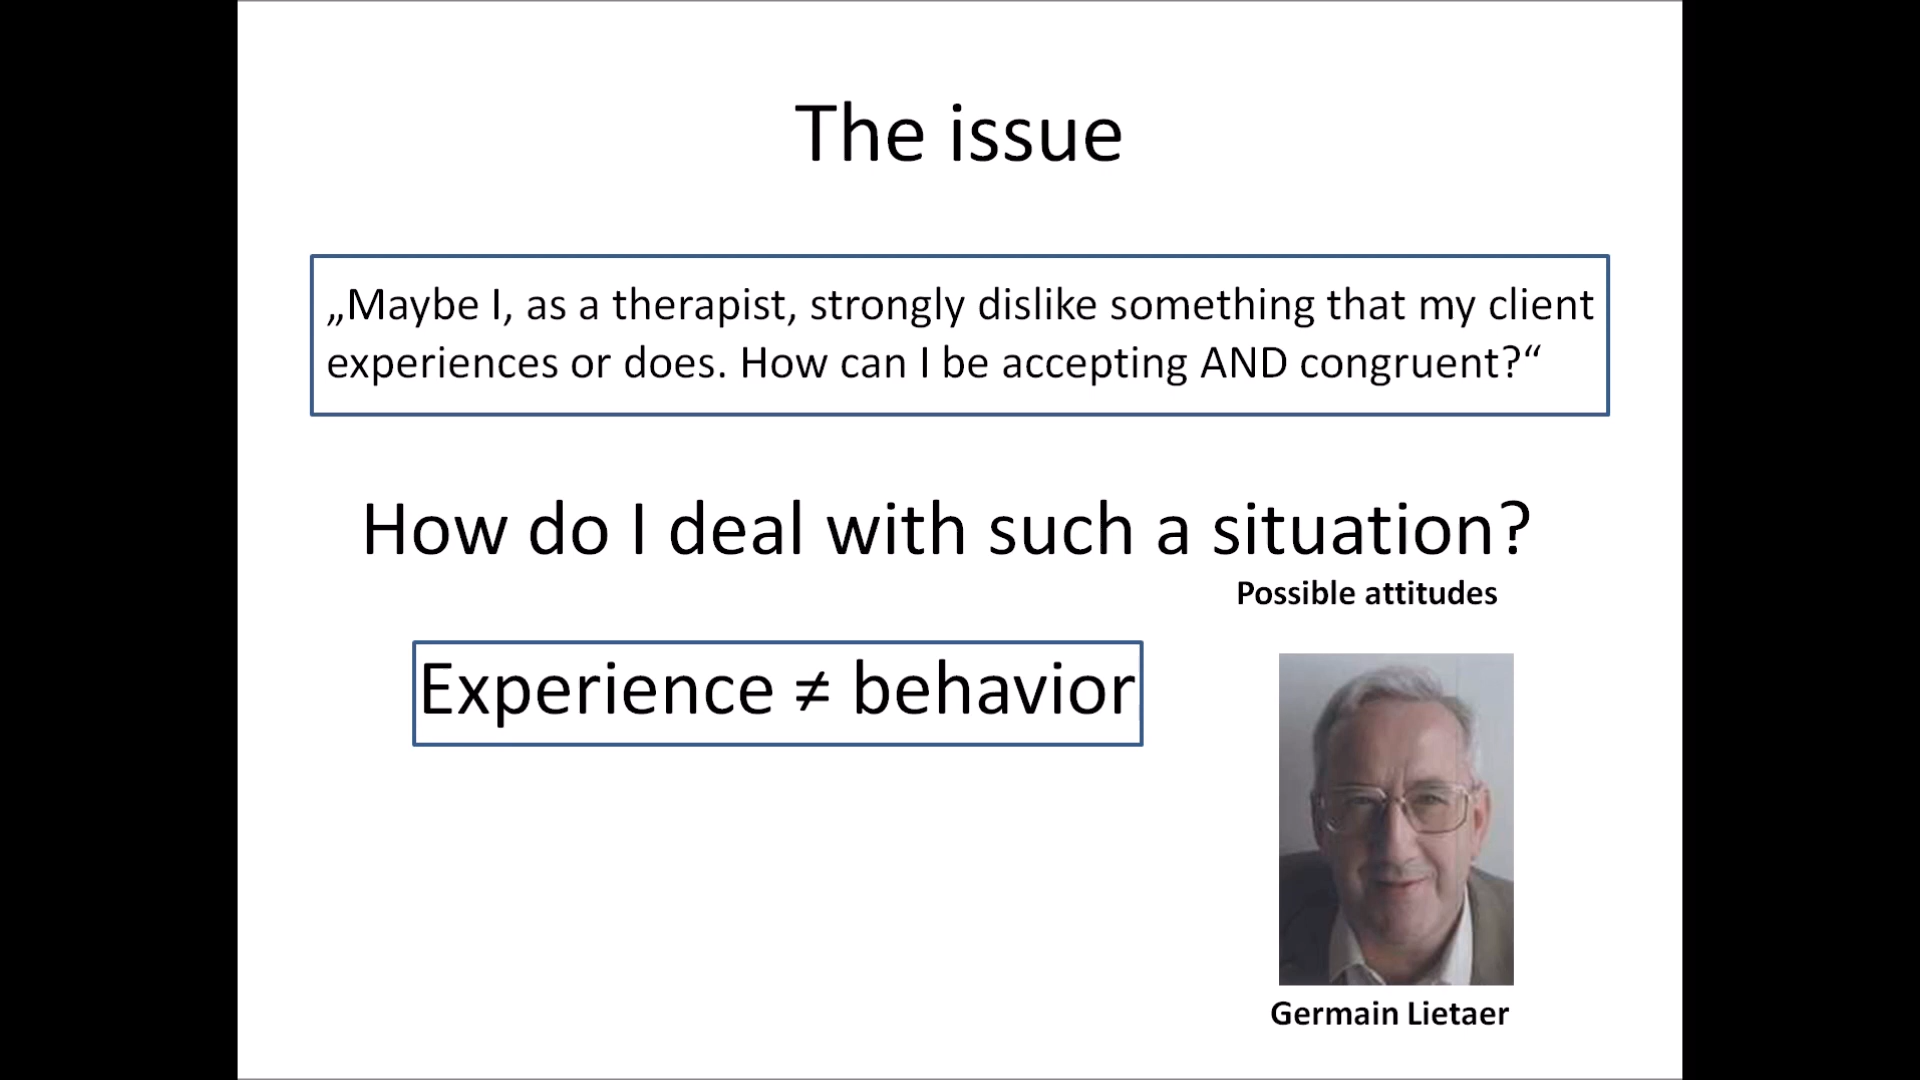 The issue
„Maybe I, as a therapist, strongly dislike something that my client
experiences or does. How can I be accepting AND congruent?“
How do I deal with such a situation?
Possible attitudes
Experience ≠ behavior
Germain Lietaer